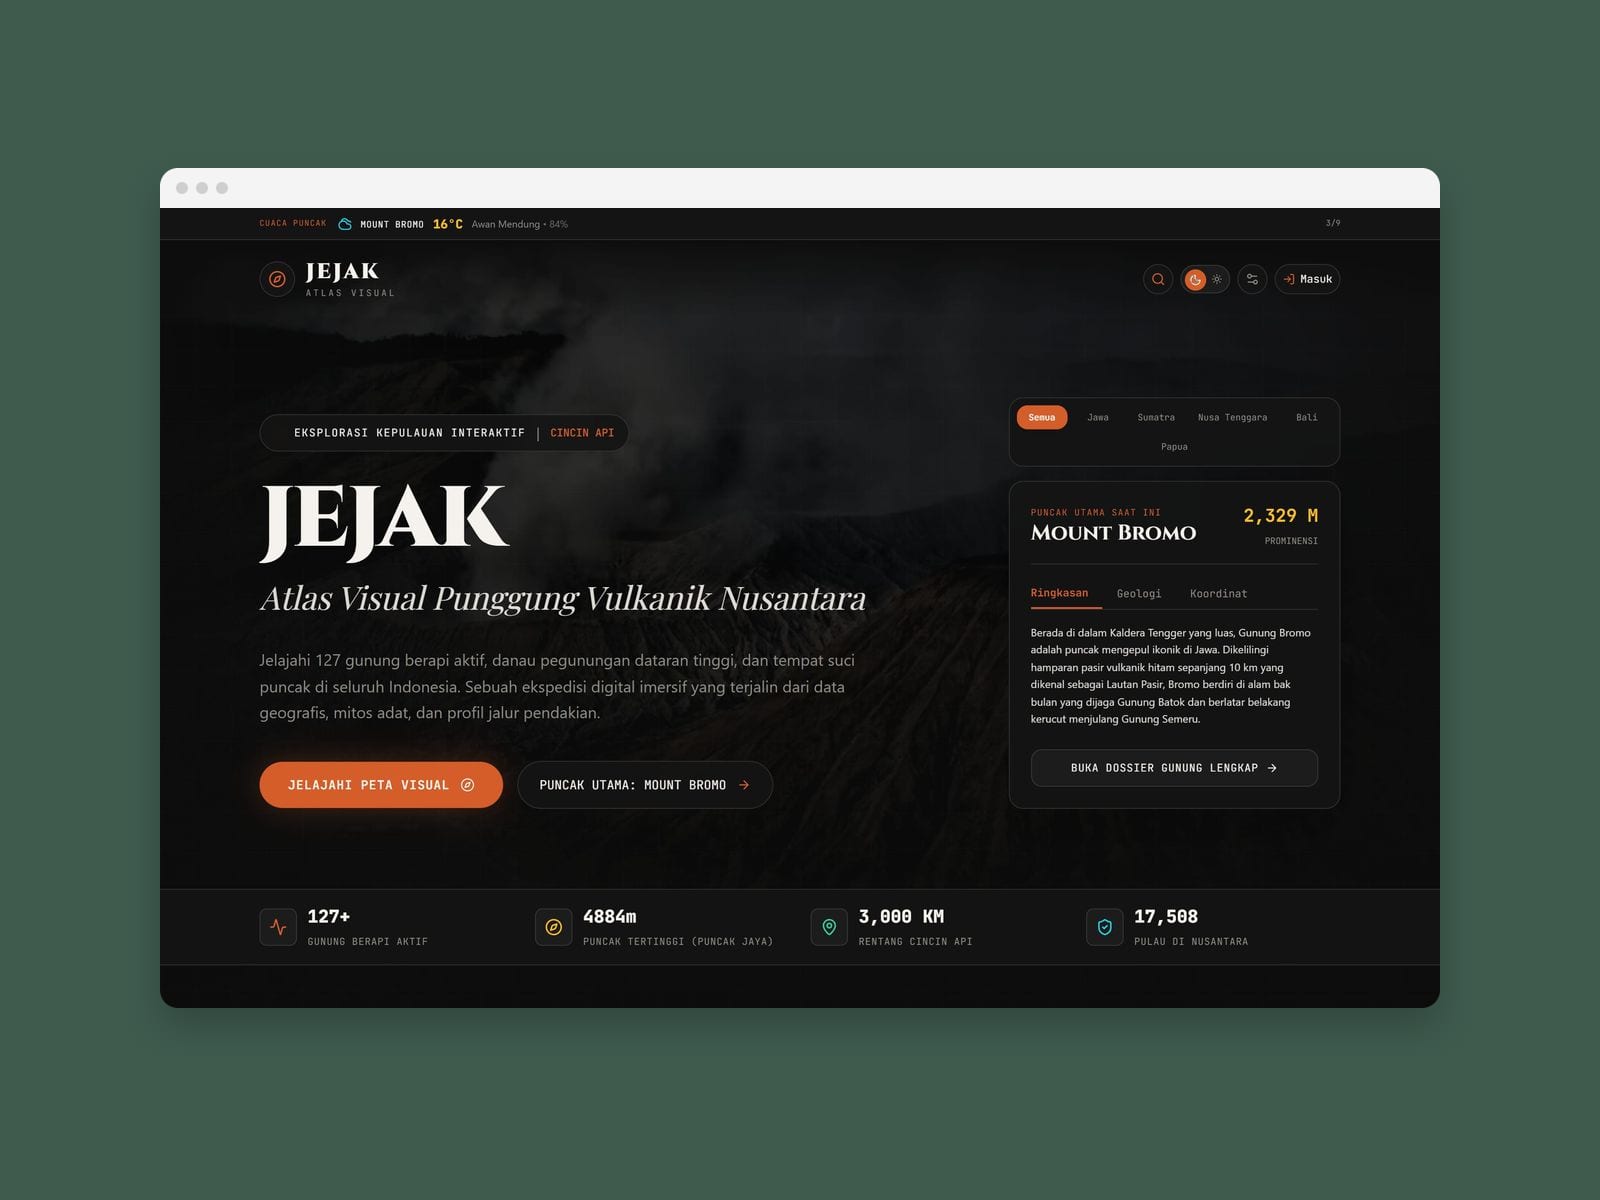 CUACA PUNCAK MOUNT BROMO 16°C Awan Mendung • 84% 3/9
JEJAK
ATLAS VISUAL
Masuk
EKSPLORASI KEPULAUAN INTERAKTIF | CINCIN API
JEJAK
Atlas Visual Punggung Vulkanik Nusantara
Jelajahi 127 gunung berapi aktif, danau pegunungan dataran tinggi, dan tempat suci
puncak di seluruh Indonesia. Sebuah ekspedisi digital imersif yang terjalin dari data
geografis, mitos adat, dan profil jalur pendakian.
JELAJAHI PETA VISUAL
PUNCAK UTAMA: MOUNT BROMO →
Semua Jawa Sumatra Nusa Tenggara Bali
Papua
PUNCAK UTAMA SAAT INI
Mount Bromo
2,329 M
PROMINENSI
Ringkasan Geologi Koordinat
Berada di dalam Kaldera Tengger yang luas, Gunung Bromo
adalah puncak mengepul ikonik di Jawa. Dikelilingi
hamparan pasir vulkanik hitam sepanjang 10 km yang
dikenal sebagai Lautan Pasir, Bromo berdiri di alam bak
bulan yang dijaga Gunung Batok dan berlatar belakang
kerucut menjulang Gunung Semeru.
BUKA DOSSIER GUNUNG LENGKAP →
127+
GUNUNG BERAPI AKTIF
4884m
PUNCAK TERTINGGI (PUNCAK JAYA)
3,000 KM
RENTANG CINCIN API
17,508
PULAU DI NUSANTARA